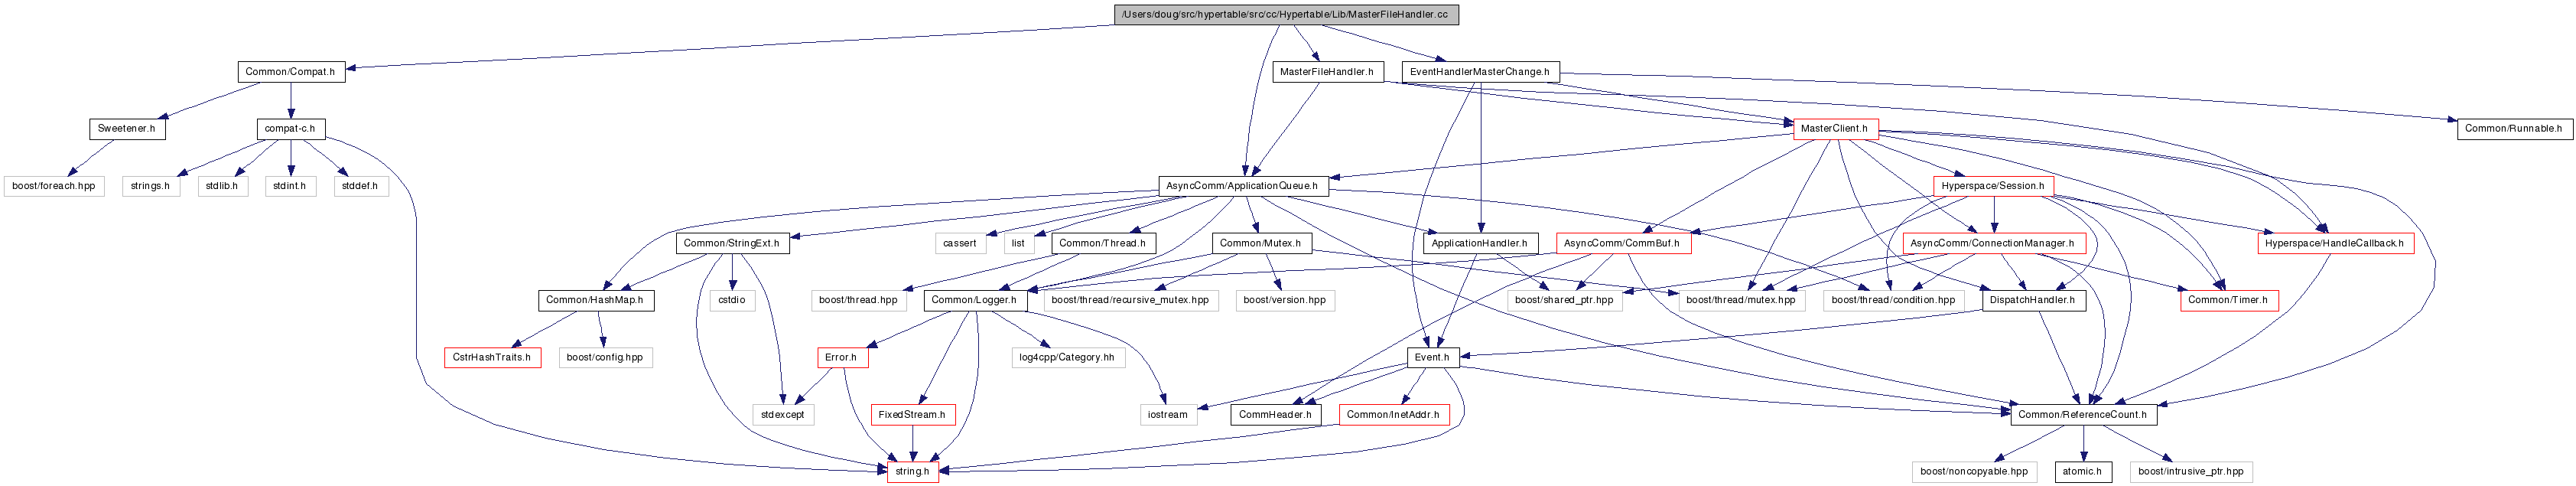 /Users/doug/src/hypertable/src/cc/Hypertable/Lib/MasterFileHandler.cc
Common/Compat.h
MasterFileHandler.h
EventHandlerMasterChange.h
Sweetener.h
compat-c.h
MasterClient.h
Common/Runnable.h
boost/foreach.hpp
strings.h
stdlib.h
stdint.h
stddef.h
AsyncComm/ApplicationQueue.h
Hyperspace/Session.h
Common/StringExt.h
cassert
list
Common/Thread.h
Common/Mutex.h
ApplicationHandler.h
AsyncComm/CommBuf.h
AsyncComm/ConnectionManager.h
Hyperspace/HandleCallback.h
Common/HashMap.h
cstdio
boost/thread.hpp
Common/Logger.h
boost/thread/recursive_mutex.hpp
boost/version.hpp
boost/shared_ptr.hpp
boost/thread/mutex.hpp
boost/thread/condition.hpp
DispatchHandler.h
Common/Timer.h
CstrHashTraits.h
boost/config.hpp
Error.h
log4cpp/Category.hh
Event.h
stdexcept
FixedStream.h
iostream
CommHeader.h
Common/InetAddr.h
Common/ReferenceCount.h
string.h
boost/noncopyable.hpp
atomic.h
boost/intrusive_ptr.hpp